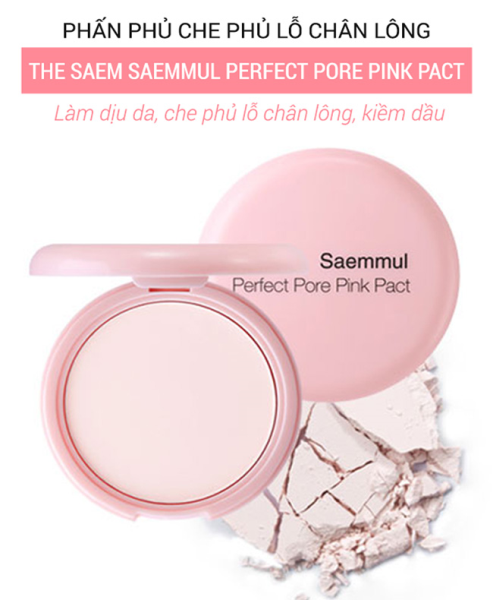 PHẤN PHỦ CHE PHỦ LỖ CHÂN LÔNG
THE SAEM SAEMMUL PERFECT PORE PINK PACT
Làm dịu da, che phủ lỗ chân lông, kiềm dầu
Saemmul
Perfect Pore Pink Pact